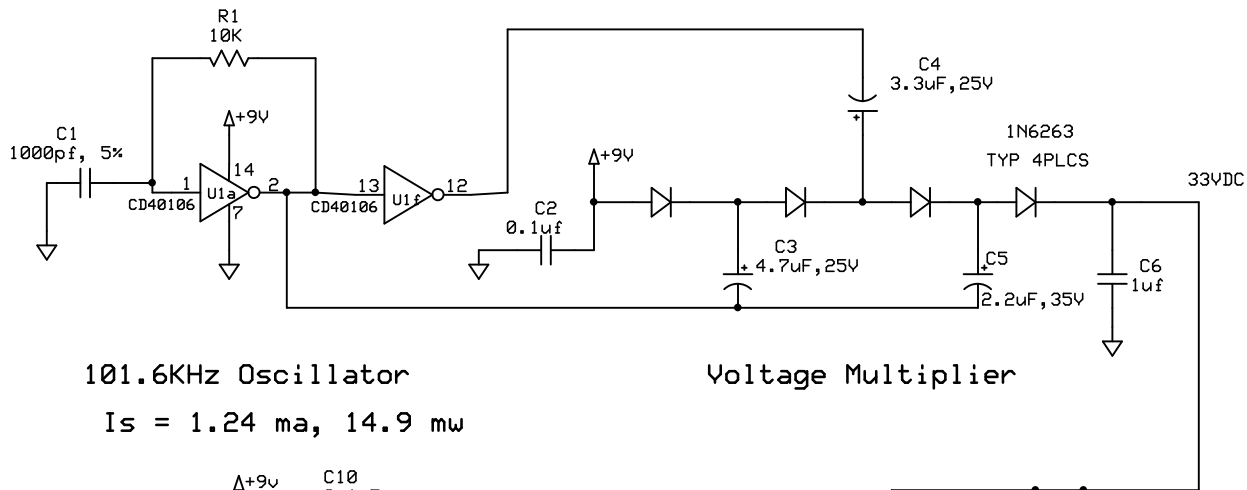 R1
10K
C4
3.3uF,25V
+
+9V
C1
1000pf, 5%
14
1
U1a
2
CD40106
7
13
U1f
12
CD40106
+9V
1N6263
TYP 4PLCS
33VDC
C2
0.1uf
C3
+
4.7uF,25V
C5
+
2.2uF,35V
C6
1uf
101.6KHz Oscillator
Voltage Multiplier
Is = 1.24 ma, 14.9 mw
+9v
C10